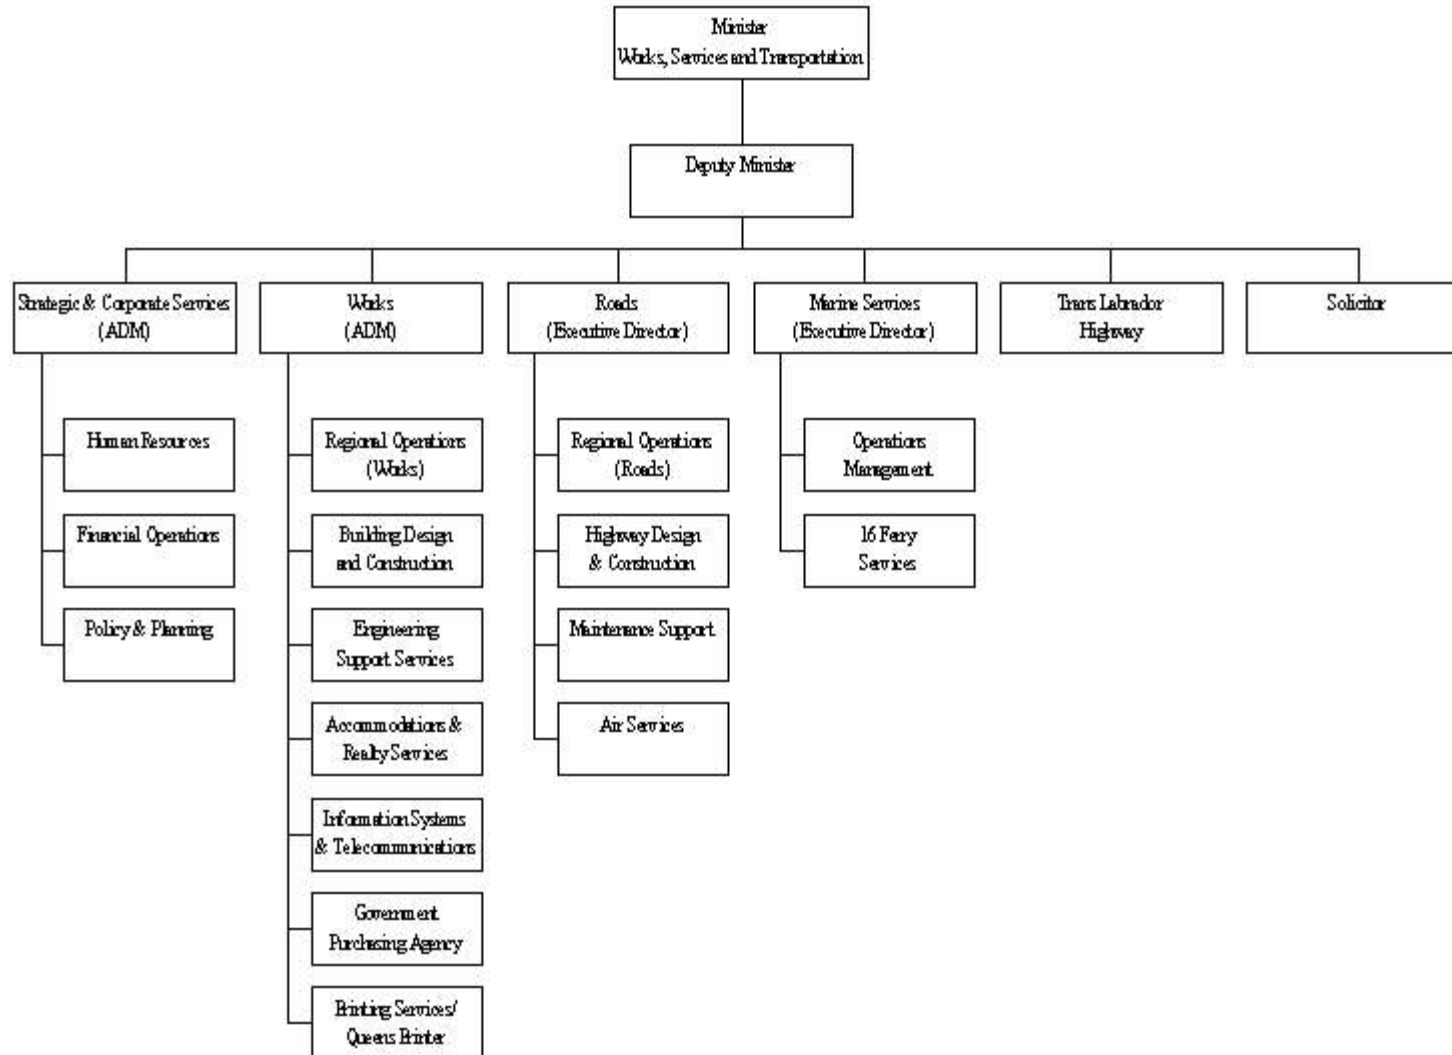 Minister
Works, Services and Transportation
Deputy Minister
Strategic & Corporate Services
(ADM)
Works
(ADM)
Roads
(Executive Director)
Marine Services
(Executive Director)
Trans Labrador
Highway
Solicitor
Human Resources
Financial Operations
Policy & Planning
Regional Operations
(Works)
Building Design
and Construction
Engineering
Support Services
Accommodations &
Realty Services
Information Systems
& Telecommunications
Government
Purchasing Agency
Printing Services/
Queens Printer
Regional Operations
(Roads)
Highway Design
& Construction
Maintenance Support
Air Services
Operations
Management
16 Ferry
Services